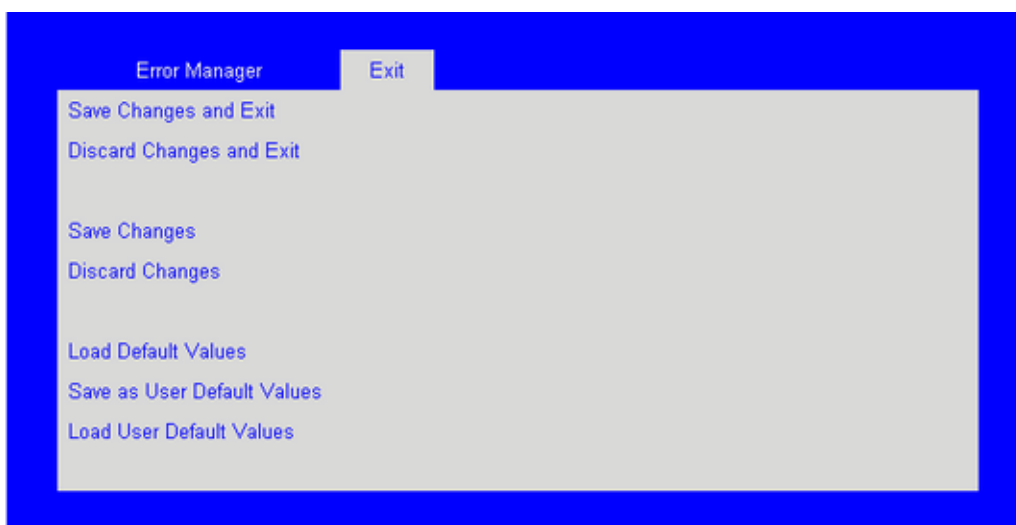 Error Manager Exit
Save Changes and Exit
Discard Changes and Exit
Save Changes
Discard Changes
Load Default Values
Save as User Default Values
Load User Default Values